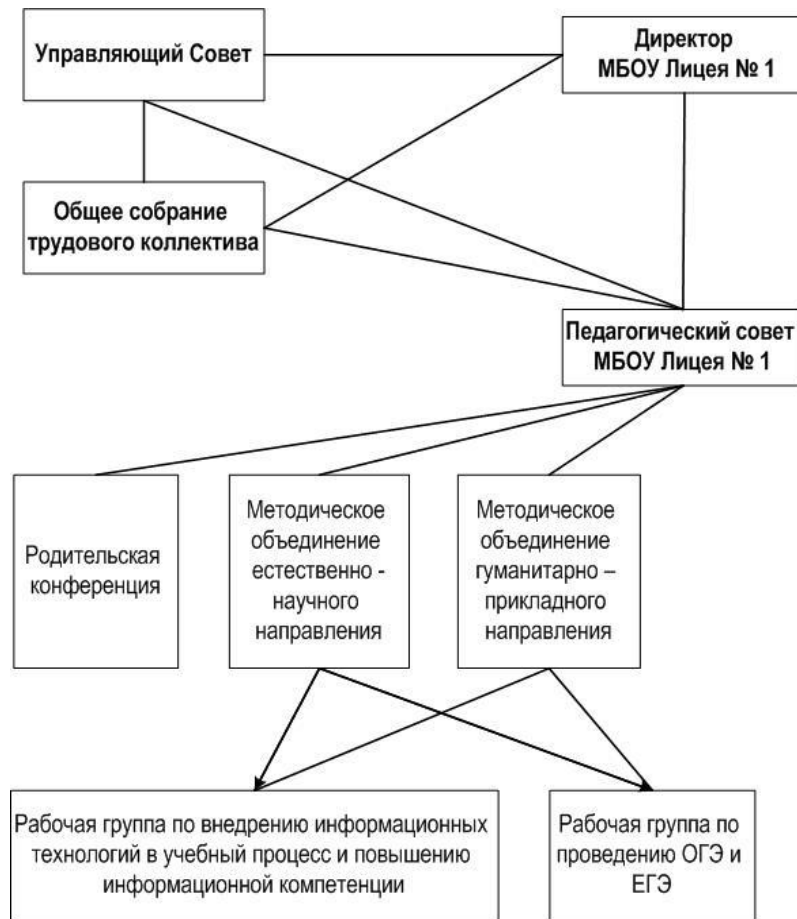 Управляющий Совет
Директор
МБОУ Лицея № 1
Общее собрание
трудового коллектива
Педагогический совет
МБОУ Лицея № 1
Родительская
конференция
Методическое
объединение
естественно -
научного
направления
Методическое
объединение
гуманитарно –
прикладного
направления
Рабочая группа по внедрению информационных
технологий в учебный процесс и повышению
информационной компетенции
Рабочая группа по
проведению ОГЭ и
ЕГЭ